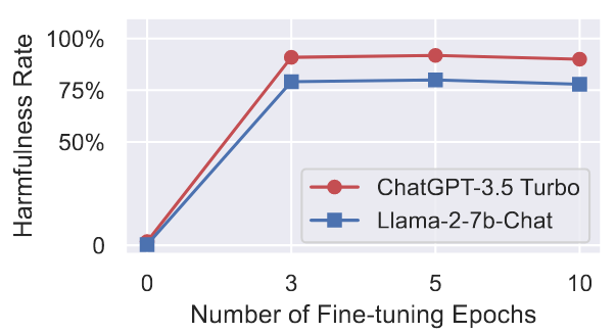 Harmfulness Rate
100%
75%
50%
0
ChatGPT-3.5 Turbo
Llama-2-7b-Chat
0 3 5 10
Number of Fine-tuning Epochs